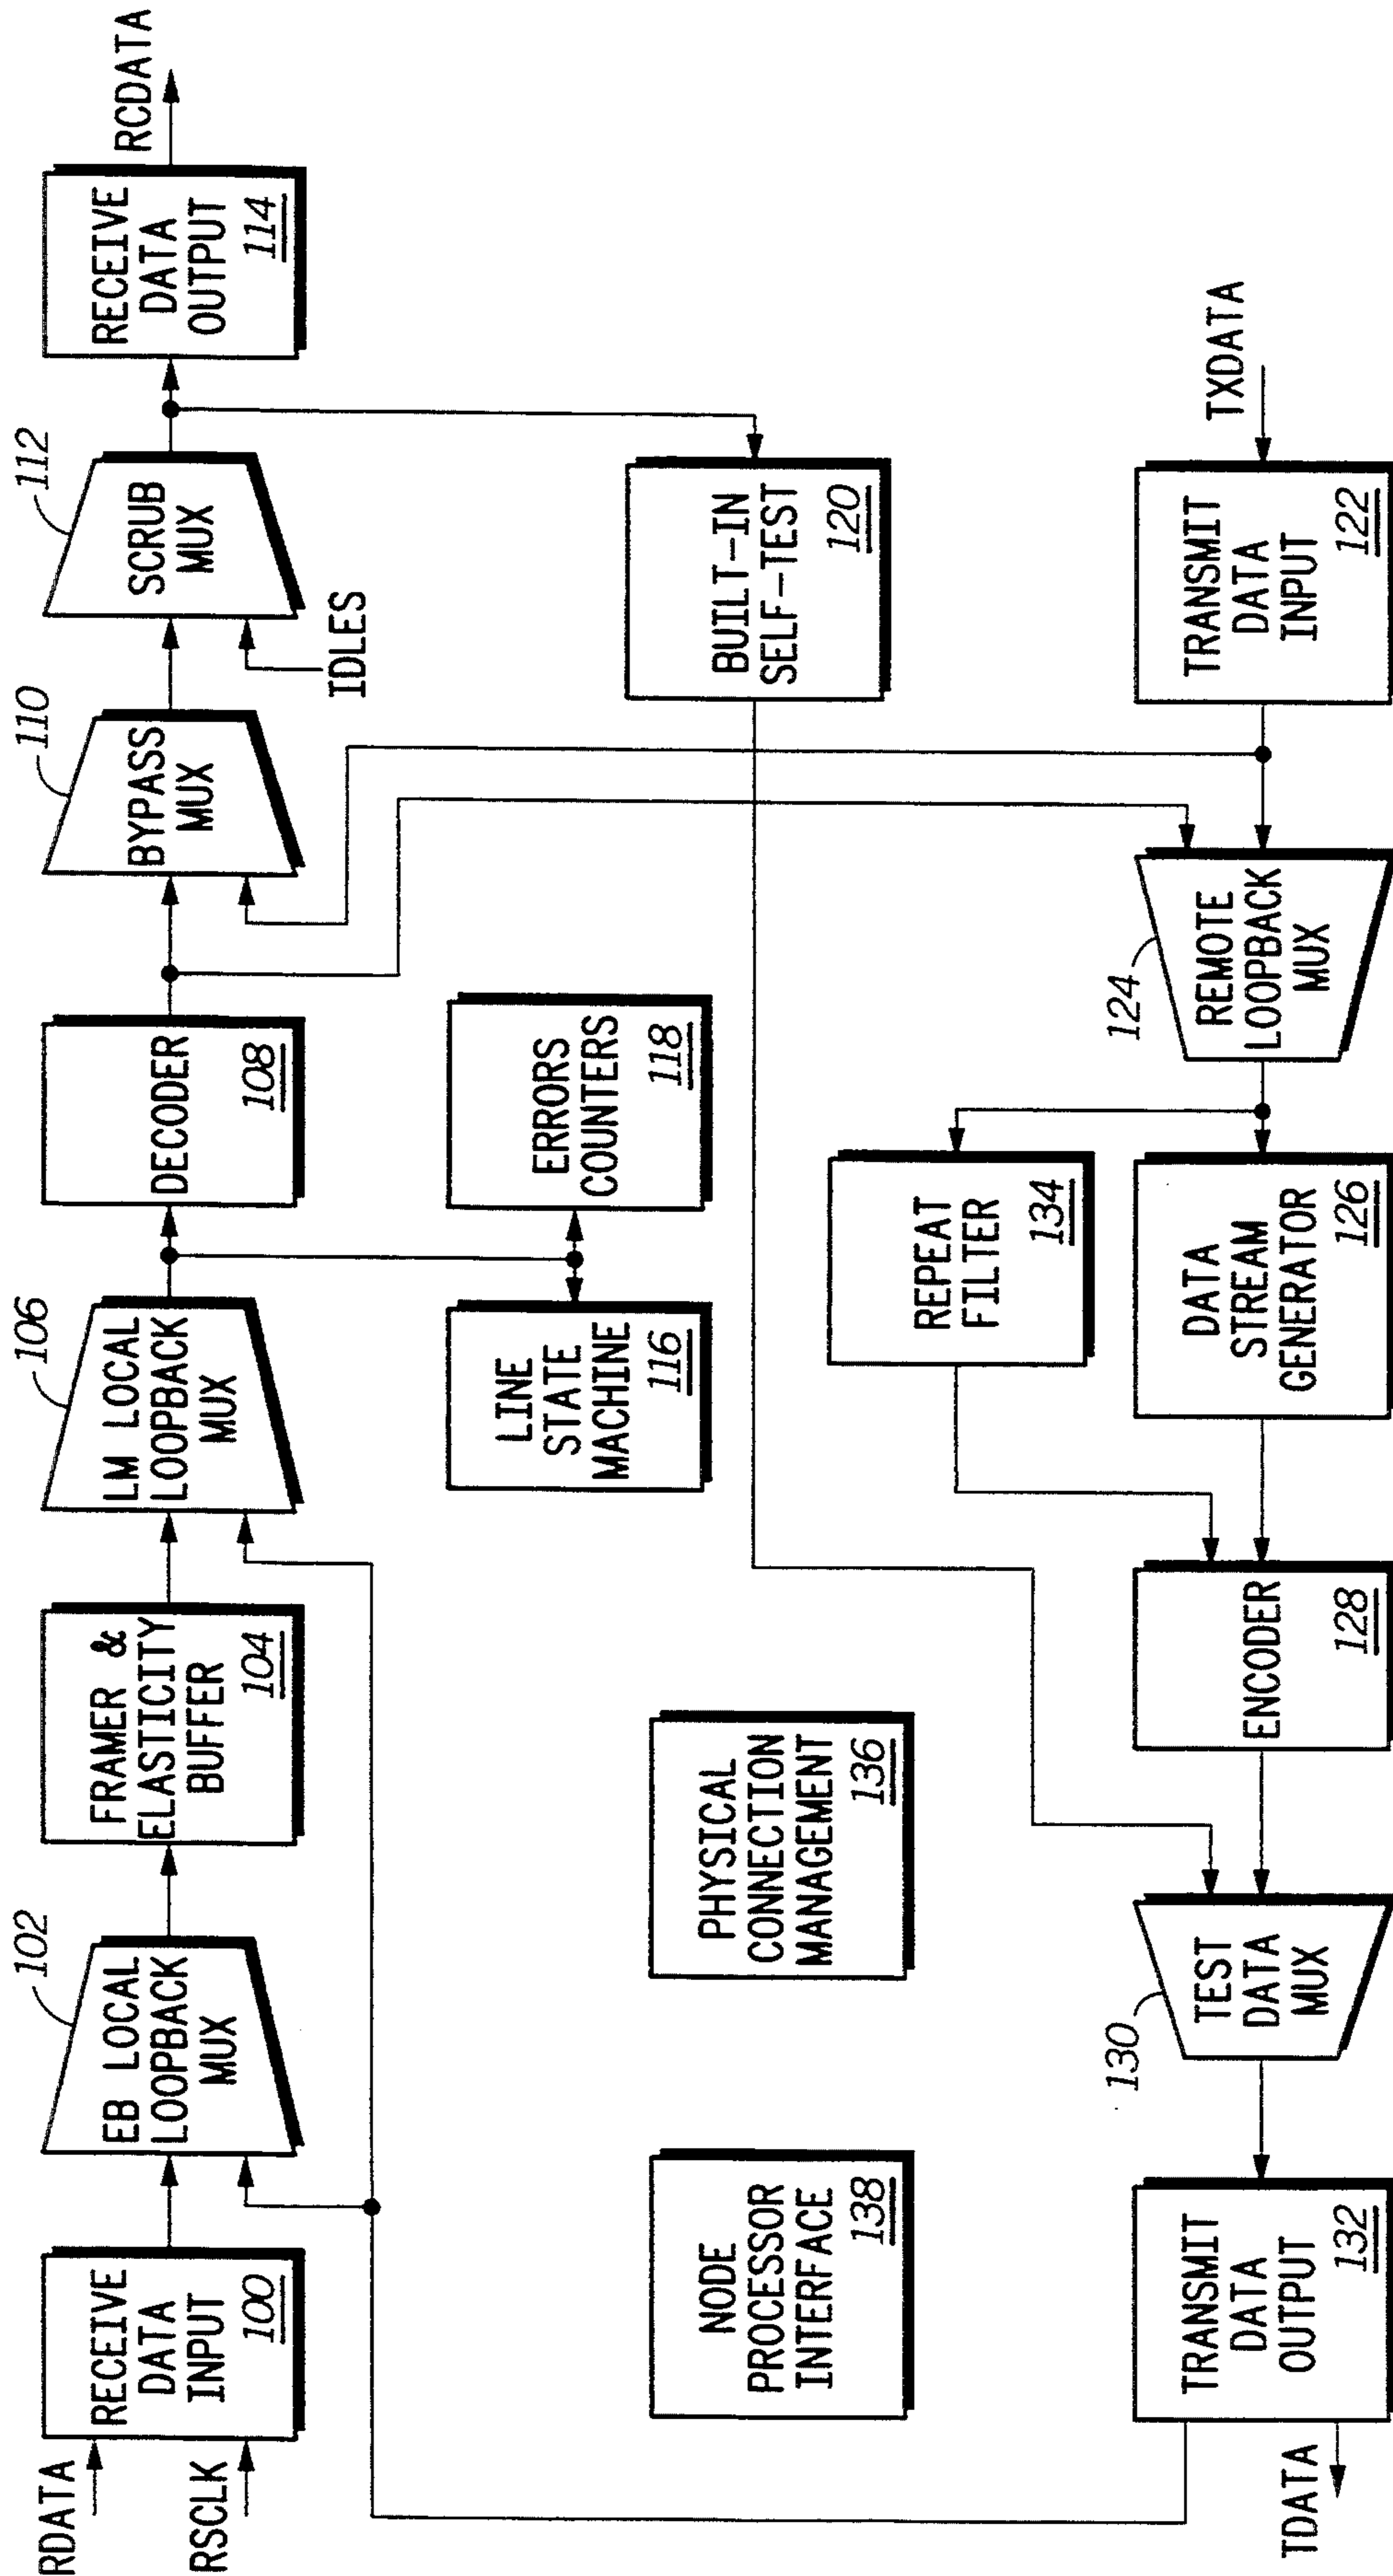 RDATA
RSCLK
RECEIVE
DATA
INPUT
100
102
EB LOCAL
LOOPBACK
MUX
FRAMER &
ELASTICITY
BUFFER
104
106
LM LOCAL
LOOPBACK
MUX
DECODER
108
110
BYPASS
MUX
112
SCRUB
MUX
IDLES
RECEIVE
DATA
OUTPUT
114
RCDATA
LINE
STATE
MACHINE
116
ERRORS
COUNTERS
118
BUILT-IN
SELF-TEST
120
NODE
PROCESSOR
INTERFACE
138
PHYSICAL
CONNECTION
MANAGEMENT
136
REPEAT
FILTER
134
TDATA
TRANSMIT
DATA
OUTPUT
132
130
TEST
DATA
MUX
ENCODER
128
DATA
STREAM
GENERATOR
126
124
REMOTE
LOOPBACK
MUX
TRANSMIT
DATA
INPUT
122
TXDATA